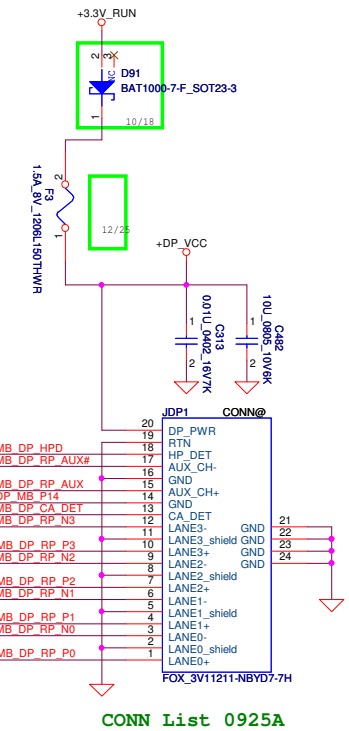 +3.3V_RUN
2
3
NC
D91
BAT1000-7-F_SOT23-3
1
10/18
2
F3
1.5A_8V_1206L150THWR
1
12/25
+DP_VCC
1
C313
0.01U_0402_16V7K
2
1
C482
10U_0805_10V6K
2
JDP1 CONN@
20 DP_PWR
19 RTN
MB_DP_HPD 18 HP_DET
MB_DP_RP_AUX# 17 AUX_CH-
16 GND
MB_DP_RP_AUX 15 AUX_CH+
DP_MB_P14 14 GND
MB_DP_CA_DET 13 CA_DET
MB_DP_RP_N3 12 LANE3- GND 21
11 LANE3_shield GND 22
MB_DP_RP_P3 10 LANE3+ GND 23
MB_DP_RP_N2 9 LANE2- GND 24
8 LANE2_shield
MB_DP_RP_P2 7 LANE2+
MB_DP_RP_N1 6 LANE1-
5 LANE1_shield
MB_DP_RP_P1 4 LANE1+
MB_DP_RP_N0 3 LANE0-
2 LANE0_shield
MB_DP_RP_P0 1 LANE0+
FOX_3V11211-NBYD7-7H
CONN List 0925A